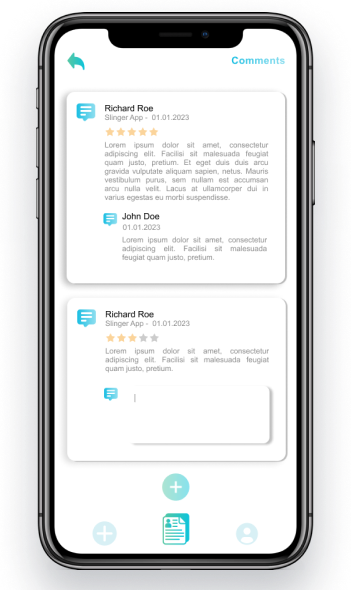 Comments
Richard Roe
Slinger App - 01.01.2023
Lorem ipsum dolor sit amet, consectetur
adipiscing elit. Facilisi sit malesuada feugiat
quam justo, pretium. Et eget duis duis arcu
gravida vulputate aliquam sapien, netus. Mauris
vestibulum purus, sem nullam est accumsan
arcu nulla velit. Lacus at ullamcorper dui in
varius egestas eu morbi suspendisse.
John Doe
01.01.2023
Lorem ipsum dolor sit amet, consectetur
adipiscing elit. Facilisi sit malesuada
feugiat quam justo, pretium.
Richard Roe
Slinger App - 01.01.2023
Lorem ipsum dolor sit amet, consectetur
adipiscing elit. Facilisi sit malesuada feugiat
quam justo, pretium.